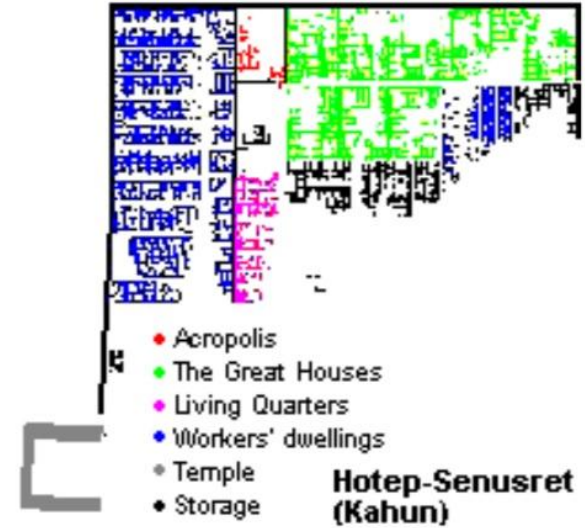 Acropolis
The Great Houses
Living Quarters
Workers' dwellings
Temple
Storage
Hotep-Senusret
(Kahun)